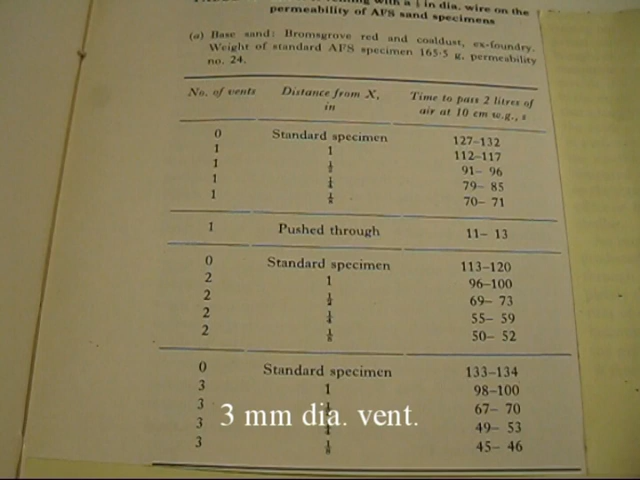 in dia. wire on the
permeability of AFS sand specimens
(a) Base sand: Bromsgrove red and coaldust, ex-foundry.
Weight of standard AFS specimen 165·5 g, permeability
no. 24.
No. of vents Distance from X, in Time to pass 2 litres of air at 10 cm w.g., s
0 Standard specimen 127–132
1 1 112–117
1 ½ 91– 96
1 ¼ 79– 85
1 ⅛ 70– 71
1 Pushed through 11– 13
0 Standard specimen 113–120
2 1 96–100
2 ½ 69– 73
2 ¼ 55– 59
2 ⅛ 50– 52
0 Standard specimen 133–134
3 1 98–100
3 67– 70
3 49– 53
3 ⅛ 45– 46
3 mm dia. vent.